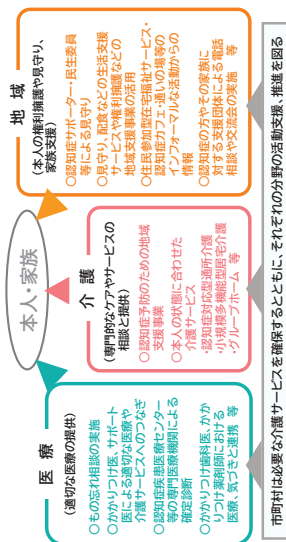 本人・家族
医 療
(適切な医療の提供)
○もの忘れ相談の実施
○かかりつけ医、サポート
医による適切な医療や
介護サービスへのつなぎ
○認知症疾患医療センター
等の専門医療機関による
確定診断
○かかりつけ歯科医、かか
りつけ薬剤師における
医療、気づきと連携 等
介 護
(専門的なケアやサービスの
相談と提供)
○認知症予防のための地域
支援事業
○本人の状態に合わせた
介護サービス
・認知症対応型通所介護
・小規模多機能型居宅介護
・グループホーム 等
地 域
(本人の権利擁護や見守り、
家族支援)
○認知症サポーター・民生委員
等による見守り
○見守り、配食などの生活支援
サービスや権利擁護などの
地域支援事業の活用
○住民参加型在宅福祉サービス・
認知症カフェ・通いの場等の
インフォーマルな活動からの
情報
○認知症の方やその家族に
対する支援団体による電話
相談や交流会の実施 等
市町村は必要な介護サービスを確保するとともに、それぞれの分野の活動支援、推進を図る